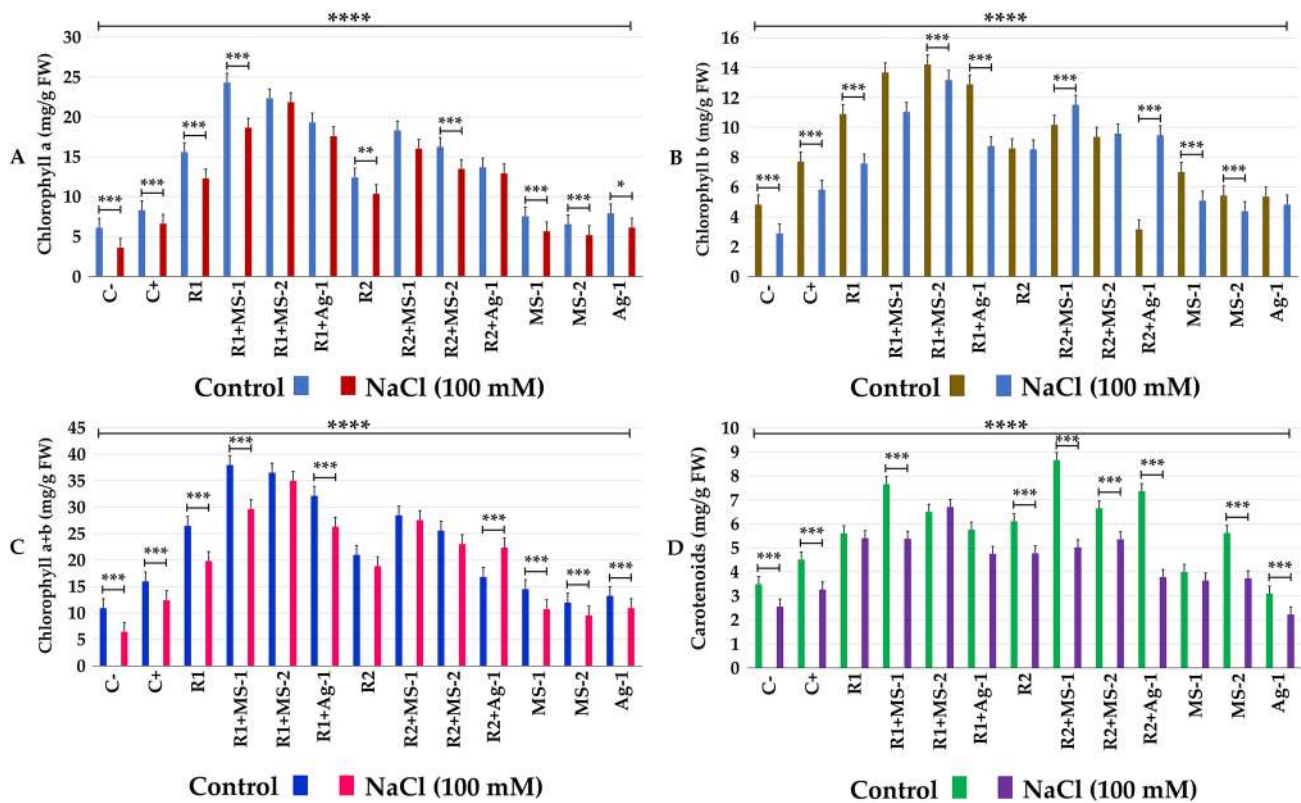 ****
30
25
20
15
10
5
0
Chlorophyll a (mg/g FW)
A
***
***
***
***
**
***
***
***
*
C-
C+
R1
R1+MS-1
R1+MS-2
R1+Ag-1
R2
R2+MS-1
R2+MS-2
R2+Ag-1
MS-1
MS-2
Ag-1
Control NaCl (100 mM)
****
16
14
12
10
8
6
4
2
0
Chlorophyll b (mg/g FW)
B
***
***
***
***
***
***
***
***
***
C-
C+
R1
R1+MS-1
R1+MS-2
R1+Ag-1
R2
R2+MS-1
R2+MS-2
R2+Ag-1
MS-1
MS-2
Ag-1
Control NaCl (100 mM)
****
45
40
35
30
25
20
15
10
5
0
Chlorophyll a+b (mg/g FW)
C
***
***
***
***
***
***
***
***
***
C-
C+
R1
R1+MS-1
R1+MS-2
R1+Ag-1
R2
R2+MS-1
R2+MS-2
R2+Ag-1
MS-1
MS-2
Ag-1
Control NaCl (100 mM)
****
10
9
8
7
6
5
4
3
2
1
0
Carotenoids (mg/g FW)
D
***
***
***
***
***
***
***
***
***
C-
C+
R1
R1+MS-1
R1+MS-2
R1+Ag-1
R2
R2+MS-1
R2+MS-2
R2+Ag-1
MS-1
MS-2
Ag-1
Control NaCl (100 mM)